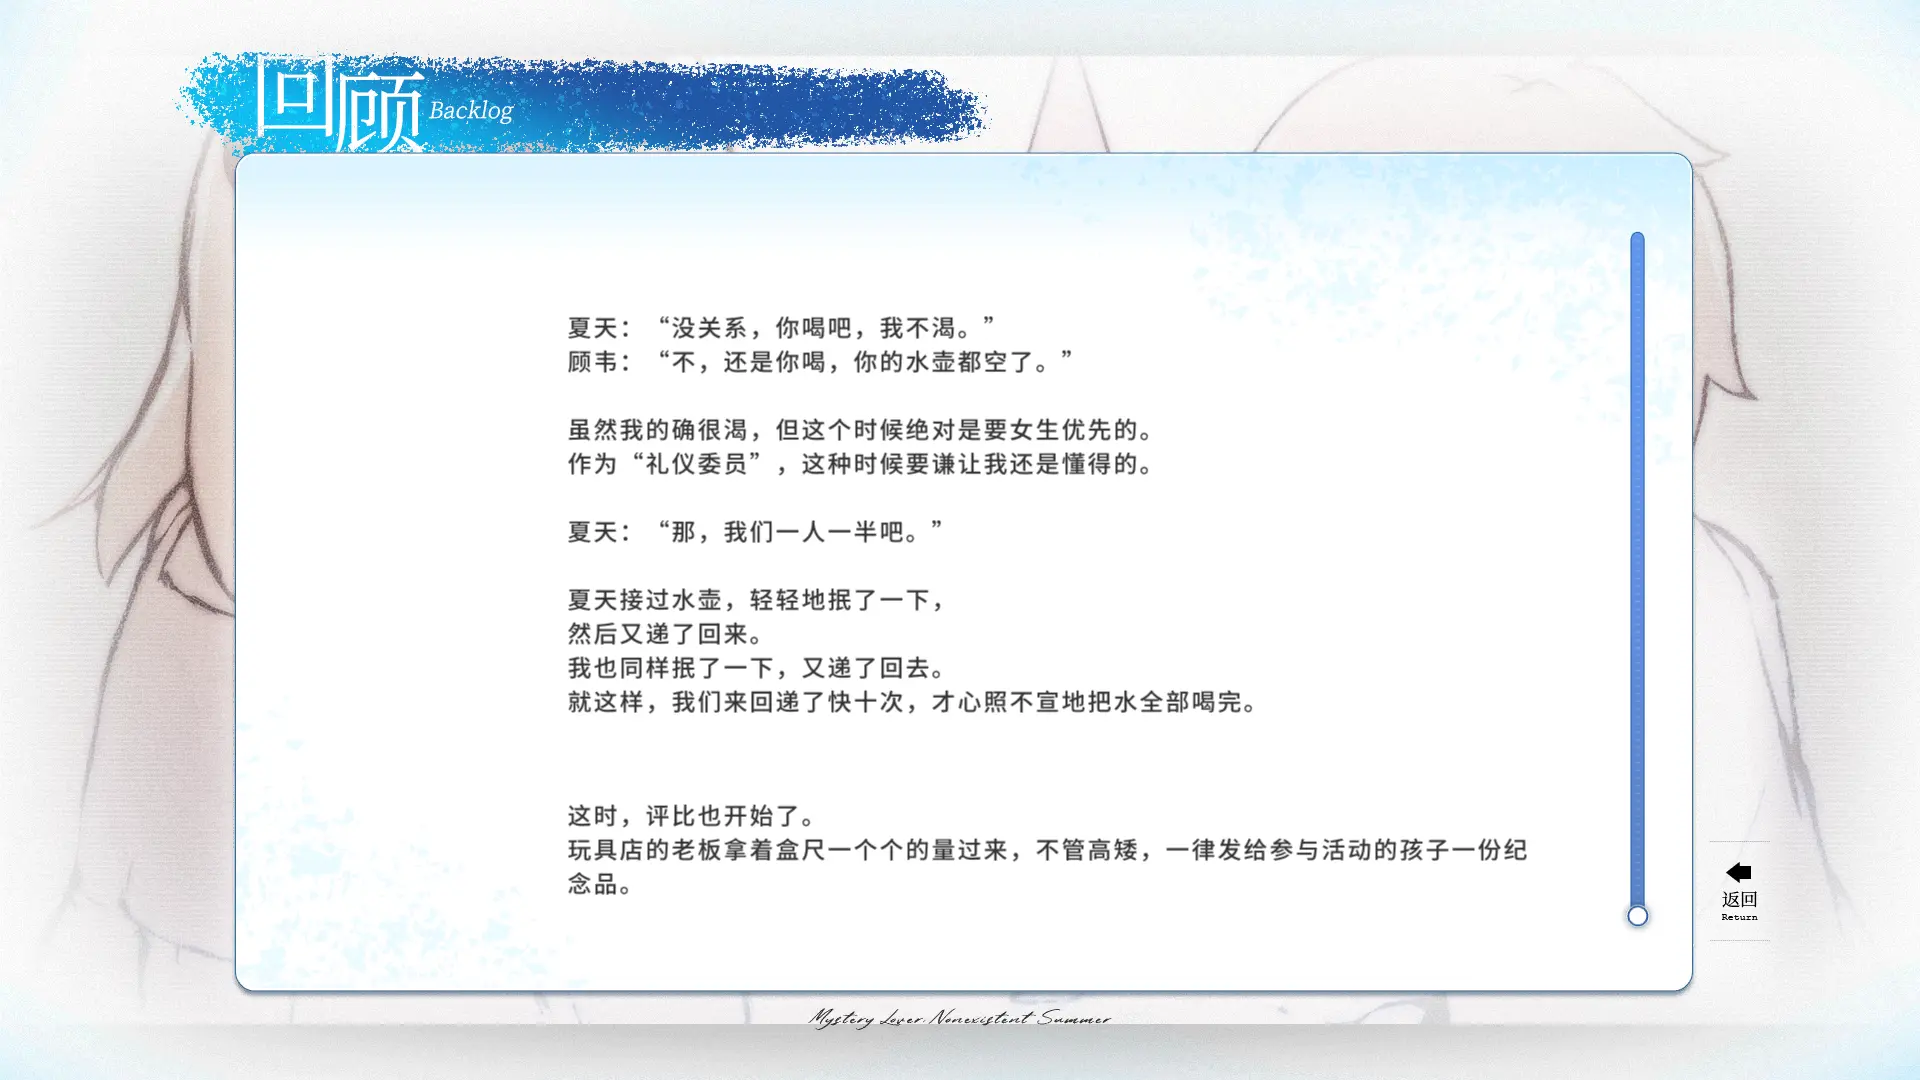 回顾 Backlog
夏天：“没关系，你喝吧，我不渴。”
顾韦：“不，还是你喝，你的水壶都空了。”
虽然我的确很渴，但这个时候绝对是要女生优先的。
作为“礼仪委员”，这种时候要谦让我还是懂得的。
夏天：“那，我们一人一半吧。”
夏天接过水壶，轻轻地抿了一下，
然后又递了回来。
我也同样抿了一下，又递了回去。
就这样，我们来回递了快十次，才心照不宣地把水全部喝完。
这时，评比也开始了。
玩具店的老板拿着盒尺一个个的量过来，不管高矮，一律发给参与活动的孩子一份纪
念品。
返回
Return
Mystery Lover:Nonexistent Summer